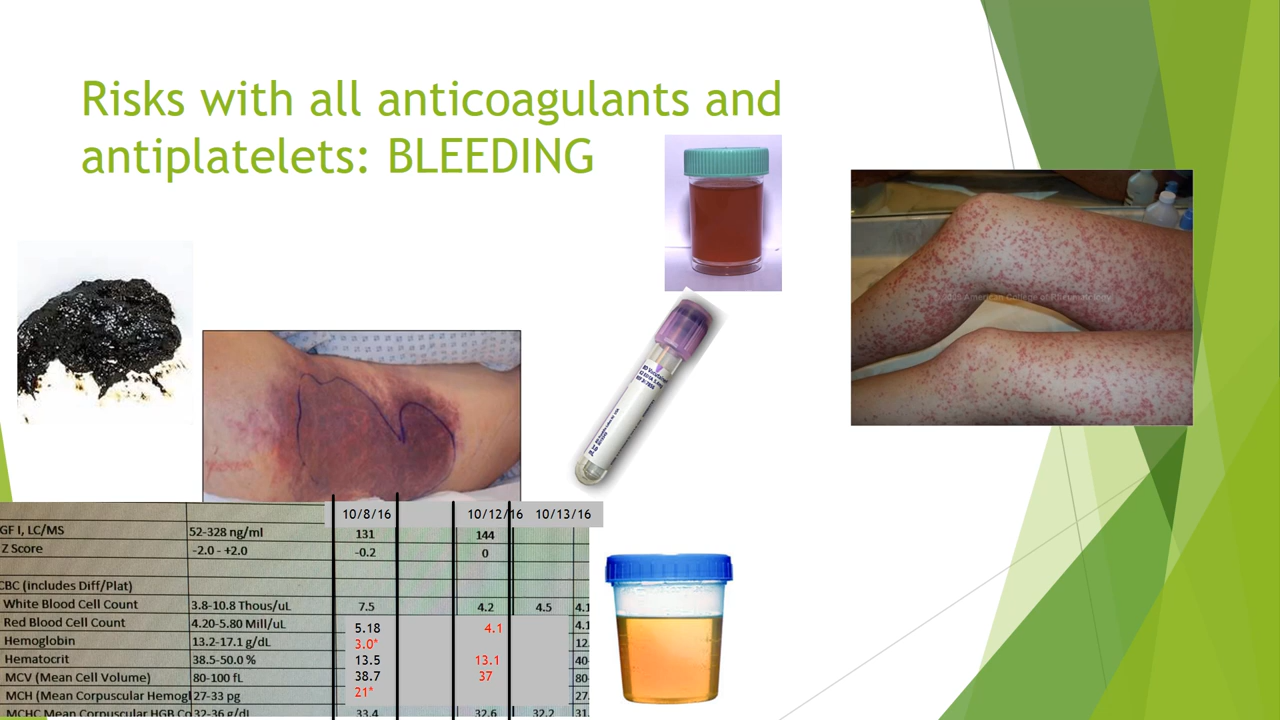 Risks with all anticoagulants and
antiplatelets: BLEEDING
10/8/16 10/12/16 10/13/16
GF I, LC/MS 52-328 ng/ml 131 144
Z Score -2.0 - +2.0 -0.2 0
CBC (includes Diff/Plat)
White Blood Cell Count 3.8-10.8 Thous/uL 7.5 4.2 4.5 4.1
Red Blood Cell Count 4.20-5.80 Mill/uL 5.18 4.1 4.1
3.0*
Hemoglobin 13.2-17.1 g/dL 12
Hematocrit 38.5-50.0 % 13.5 13.1 40
MCV (Mean Cell Volume) 80-100 fL 38.7 37 80
MCH (Mean Corpuscular Hemogl 27-33 pg 21* 27
MCHC Mean Corpuscular HGB Co 32-36 g/dL 33.4 32.6 32.2 31
American College of Rheumatology